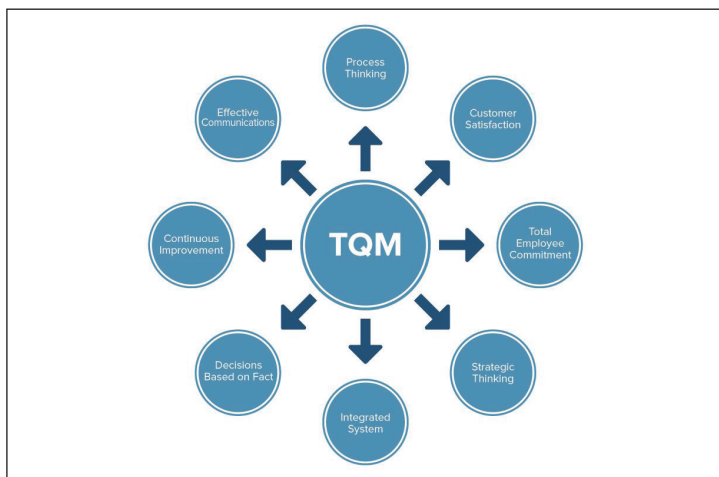 Process
Thinking
Effective
Communications
Customer
Satisfaction
Continuous
Improvement
TQM
Total
Employee
Commitment
Decisions
Based on Fact
Strategic
Thinking
Integrated
System